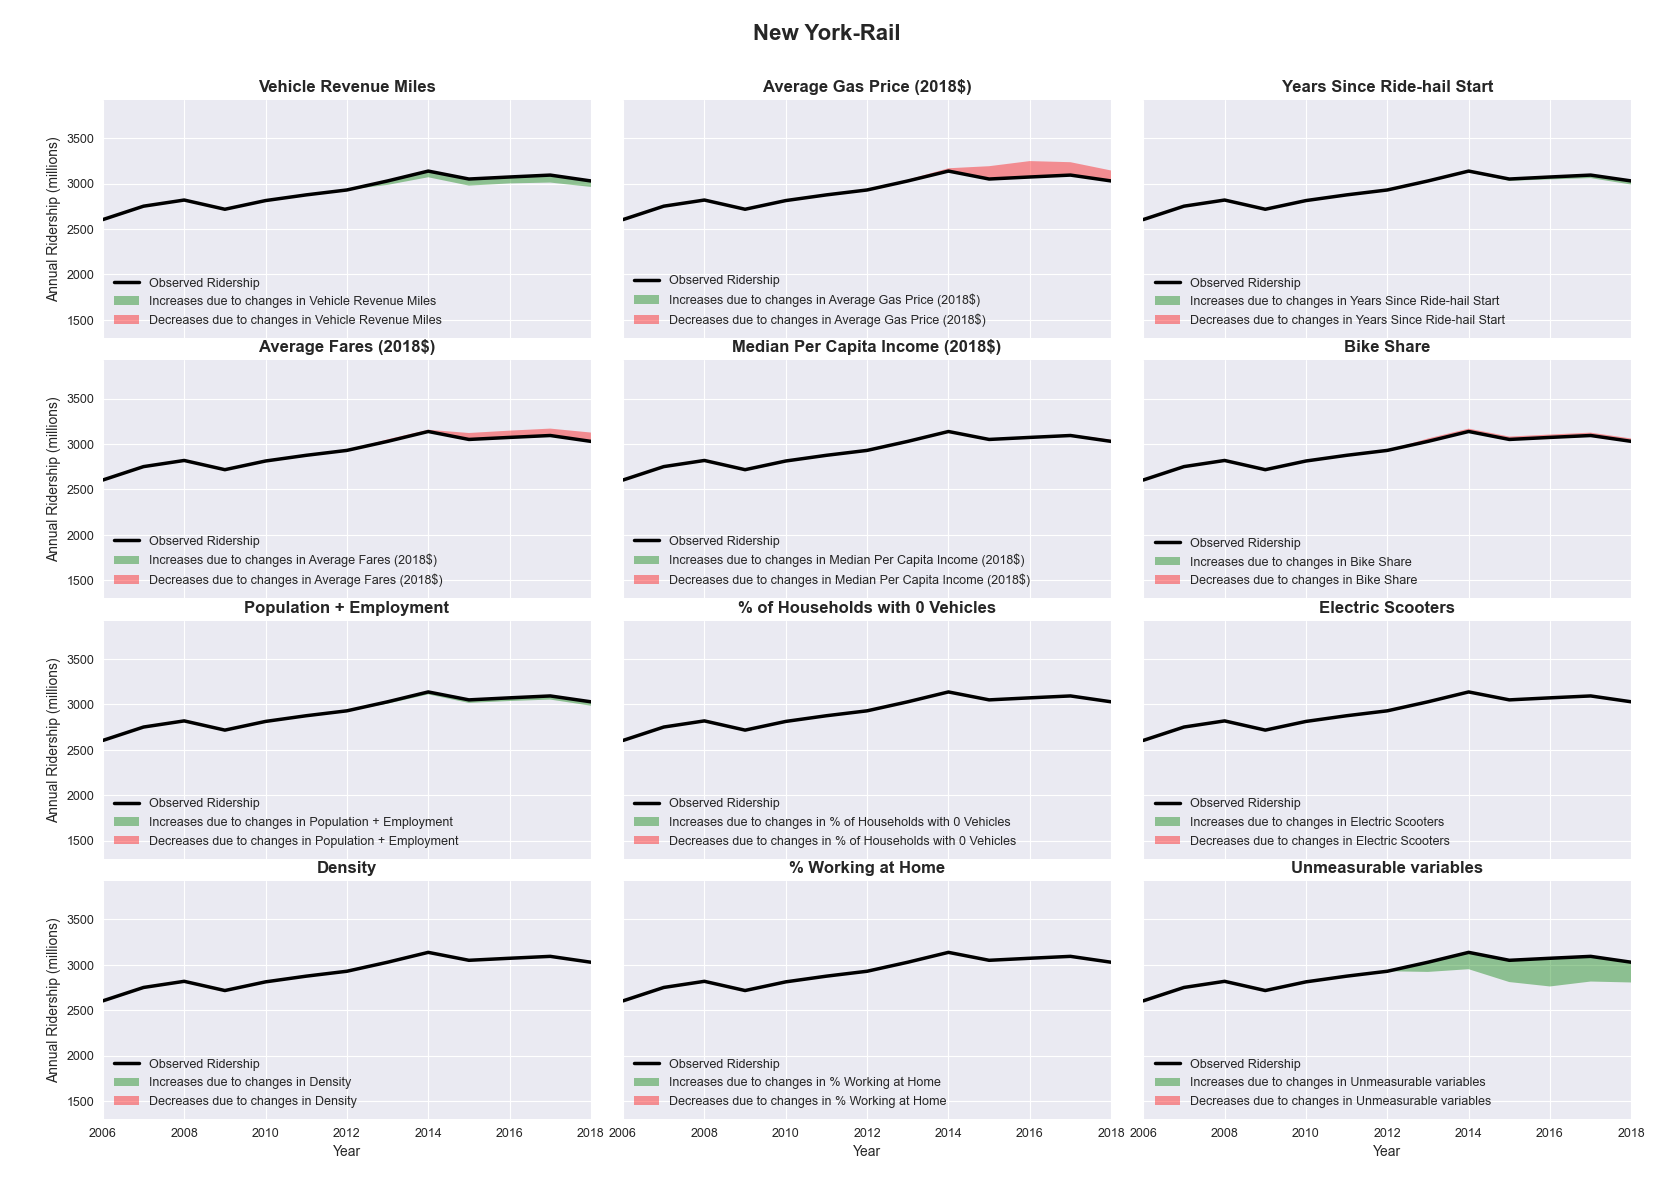 New York-Rail
Vehicle Revenue Miles
Annual Ridership (millions)
3500
3000
2500
2000
1500
Observed Ridership
Increases due to changes in Vehicle Revenue Miles
Decreases due to changes in Vehicle Revenue Miles
Average Gas Price (2018$)
Observed Ridership
Increases due to changes in Average Gas Price (2018$)
Decreases due to changes in Average Gas Price (2018$)
Years Since Ride-hail Start
Observed Ridership
Increases due to changes in Years Since Ride-hail Start
Decreases due to changes in Years Since Ride-hail Start
Average Fares (2018$)
Annual Ridership (millions)
3500
3000
2500
2000
1500
Observed Ridership
Increases due to changes in Average Fares (2018$)
Decreases due to changes in Average Fares (2018$)
Median Per Capita Income (2018$)
Observed Ridership
Increases due to changes in Median Per Capita Income (2018$)
Decreases due to changes in Median Per Capita Income (2018$)
Bike Share
Observed Ridership
Increases due to changes in Bike Share
Decreases due to changes in Bike Share
Population + Employment
Annual Ridership (millions)
3500
3000
2500
2000
1500
Observed Ridership
Increases due to changes in Population + Employment
Decreases due to changes in Population + Employment
% of Households with 0 Vehicles
Observed Ridership
Increases due to changes in % of Households with 0 Vehicles
Decreases due to changes in % of Households with 0 Vehicles
Electric Scooters
Observed Ridership
Increases due to changes in Electric Scooters
Decreases due to changes in Electric Scooters
Density
Annual Ridership (millions)
3500
3000
2500
2000
1500
Observed Ridership
Increases due to changes in Density
Decreases due to changes in Density
2006 2008 2010 2012 2014 2016 2018
Year
% Working at Home
Observed Ridership
Increases due to changes in % Working at Home
Decreases due to changes in % Working at Home
2006 2008 2010 2012 2014 2016 2018
Year
Unmeasurable variables
Observed Ridership
Increases due to changes in Unmeasurable variables
Decreases due to changes in Unmeasurable variables
2006 2008 2010 2012 2014 2016 2018
Year